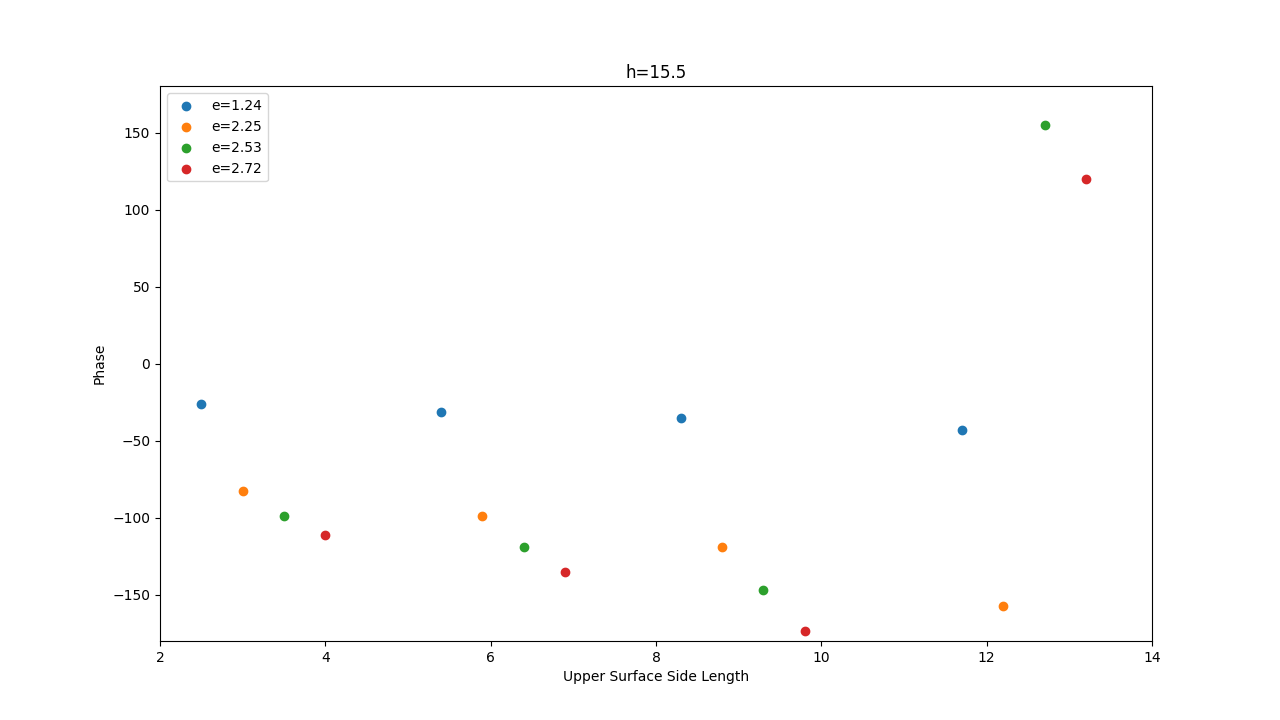 h=15.5
e=1.24
e=2.25
e=2.53
e=2.72
150
100
50
0
−50
−100
−150
Phase
2 4 6 8 10 12 14
Upper Surface Side Length